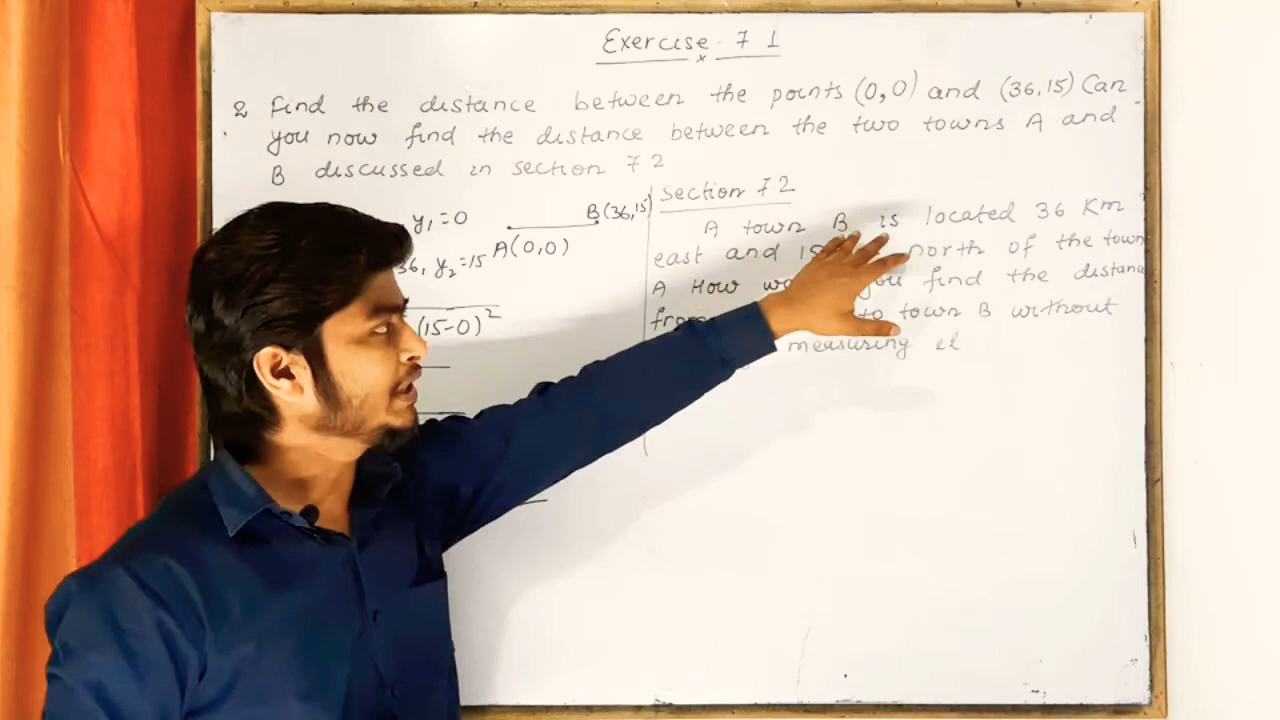 Exercise 7 1
2 Find the distance between the points (0,0) and (36,15) Can
you now find the distance between the two towns A and
B discussed in section 7 2
y₁ = 0
B(36,15)
A(0,0)
36, y₂ = 15
(15-0)²
Section 7 2
A town B is located 36 Km
east and 15 north of the town
A How you find the distance
from to town B without
measuring it